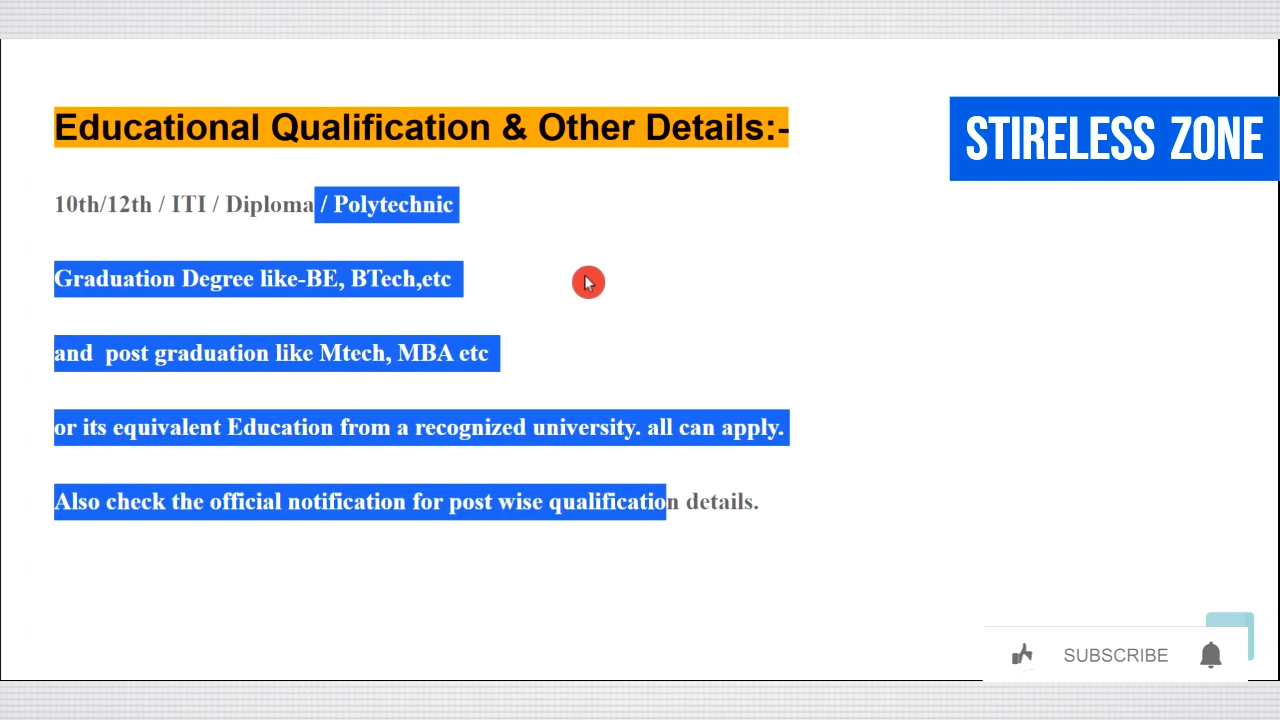 Educational Qualification & Other Details:-
STIRELESS ZONE
10th/12th / ITI / Diploma / Polytechnic
Graduation Degree like-BE, BTech,etc
and  post graduation like Mtech, MBA etc
or its equivalent Education from a recognized university. all can apply.
Also check the official notification for post wise qualification details.
SUBSCRIBE